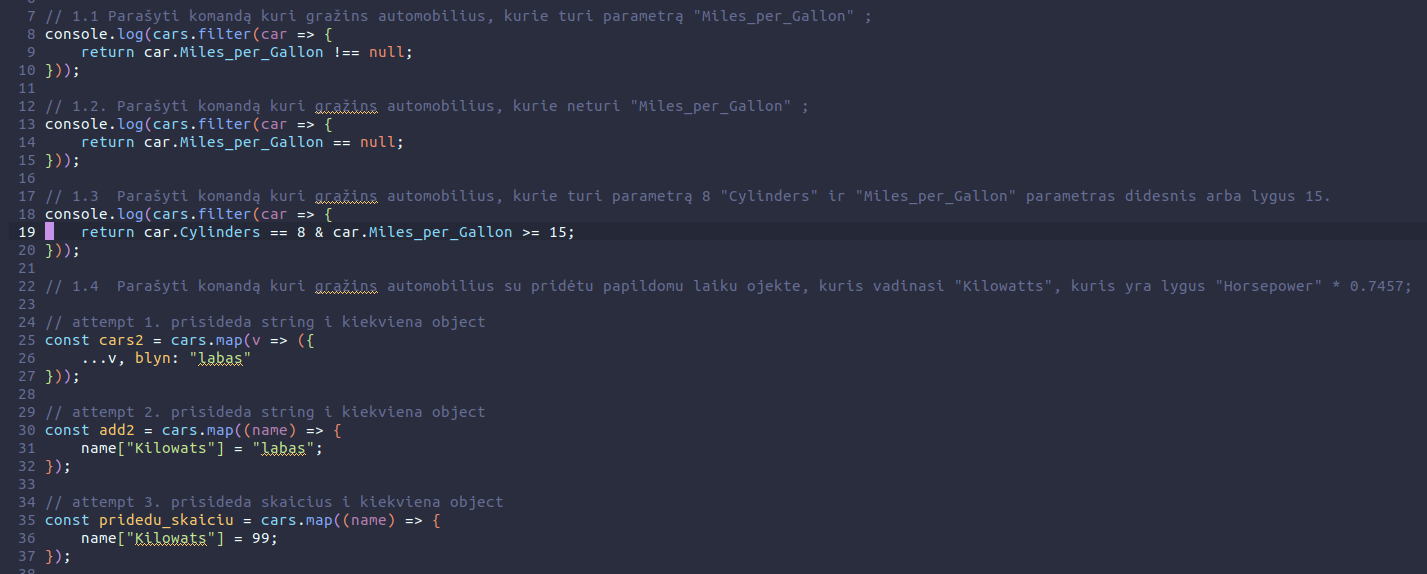 7 // 1.1 Parašyti komandą kuri gražins automobilius, kurie turi parametrą "Miles_per_Gallon" ;
8 console.log(cars.filter(car => {
9     return car.Miles_per_Gallon !== null;
10 }));
11
12 // 1.2. Parašyti komandą kuri gražins automobilius, kurie neturi "Miles_per_Gallon" ;
13 console.log(cars.filter(car => {
14     return car.Miles_per_Gallon == null;
15 }));
16
17 // 1.3  Parašyti komandą kuri gražins automobilius, kurie turi parametrą 8 "Cylinders" ir "Miles_per_Gallon" parametras didesnis arba lygus 15.
18 console.log(cars.filter(car => {
19     return car.Cylinders == 8 & car.Miles_per_Gallon >= 15;
20 }));
21
22 // 1.4  Parašyti komandą kuri gražins automobilius su pridėtu papildomu laiku ojekte, kuris vadinasi "Kilowatts", kuris yra lygus "Horsepower" * 0.7457;
23
24 // attempt 1. prisideda string i kiekviena object
25 const cars2 = cars.map(v => ({
26     ...v, blyn: "labas"
27 }));
28
29 // attempt 2. prisideda string i kiekviena object
30 const add2 = cars.map((name) => {
31     name["Kilowats"] = "labas";
32 });
33
34 // attempt 3. prisideda skaicius i kiekviena object
35 const pridedu_skaiciu = cars.map((name) => {
36     name["Kilowats"] = 99;
37 });